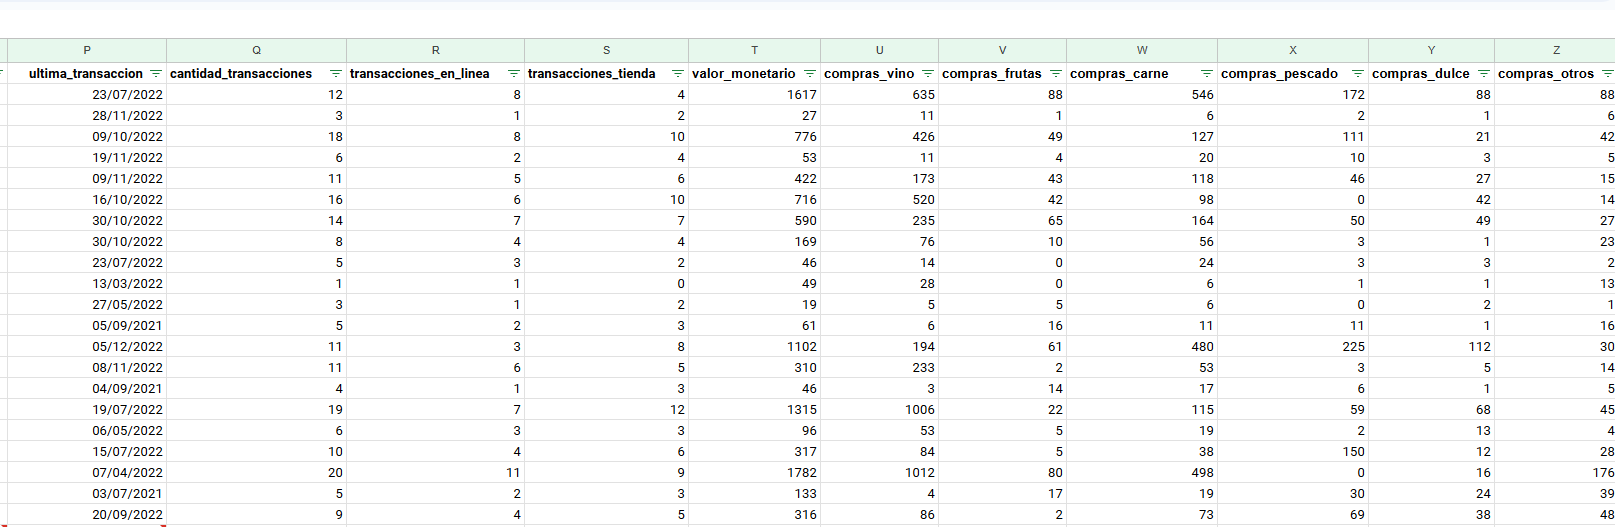 P Q R S T U V W X Y Z
ultima_transaccion cantidad_transacciones transacciones_en_linea transacciones_tienda valor_monetario compras_vino compras_frutas compras_carne compras_pescado compras_dulce compras_otros
23/07/2022 12 8 4 1617 635 88 546 172 88 88
28/11/2022 3 1 2 27 11 1 6 2 1 6
09/10/2022 18 8 10 776 426 49 127 111 21 42
19/11/2022 6 2 4 53 11 4 20 10 3 5
09/11/2022 11 5 6 422 173 43 118 46 27 15
16/10/2022 16 6 10 716 520 42 98 0 42 14
30/10/2022 14 7 7 590 235 65 164 50 49 27
30/10/2022 8 4 4 169 76 10 56 3 1 23
23/07/2022 5 3 2 46 14 0 24 3 3 2
13/03/2022 1 1 0 49 28 0 6 1 1 13
27/05/2022 3 1 2 19 5 5 6 0 2 1
05/09/2021 5 2 3 61 6 16 11 11 1 16
05/12/2022 11 3 8 1102 194 61 480 225 112 30
08/11/2022 11 6 5 310 233 2 53 3 5 14
04/09/2021 4 1 3 46 3 14 17 6 1 5
19/07/2022 19 7 12 1315 1006 22 115 59 68 45
06/05/2022 6 3 3 96 53 5 19 2 13 4
15/07/2022 10 4 6 317 84 5 38 150 12 28
07/04/2022 20 11 9 1782 1012 80 498 0 16 176
03/07/2021 5 2 3 133 4 17 19 30 24 39
20/09/2022 9 4 5 316 86 2 73 69 38 48